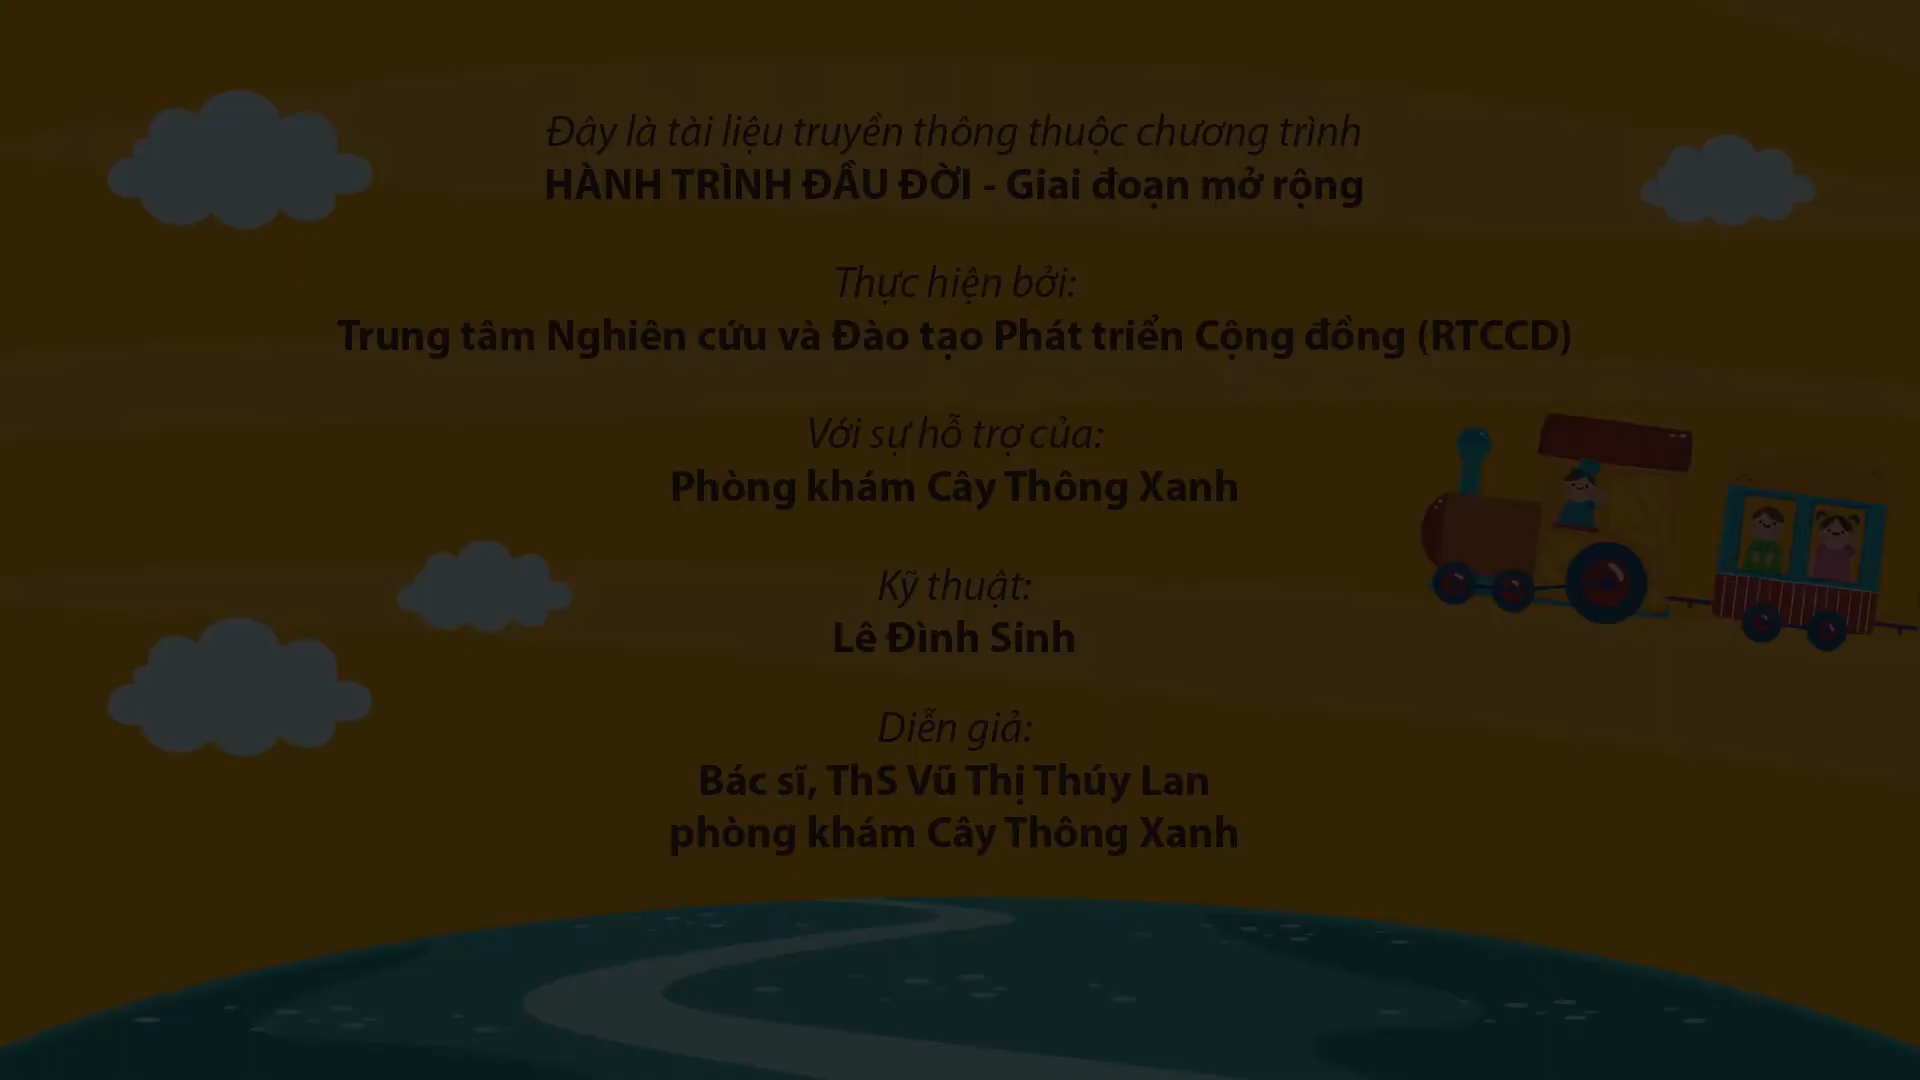 Đây là tài liệu truyền thông thuộc chương trình
HÀNH TRÌNH ĐẦU ĐỜI - Giai đoạn mở rộng
Thực hiện bởi:
Trung tâm Nghiên cứu và Đào tạo Phát triển Cộng đồng (RTCCD)
Với sự hỗ trợ của:
Phòng khám Cây Thông Xanh
Kỹ thuật:
Lê Đình Sinh
Diễn giả:
Bác sĩ, ThS Vũ Thị Thúy Lan
phòng khám Cây Thông Xanh